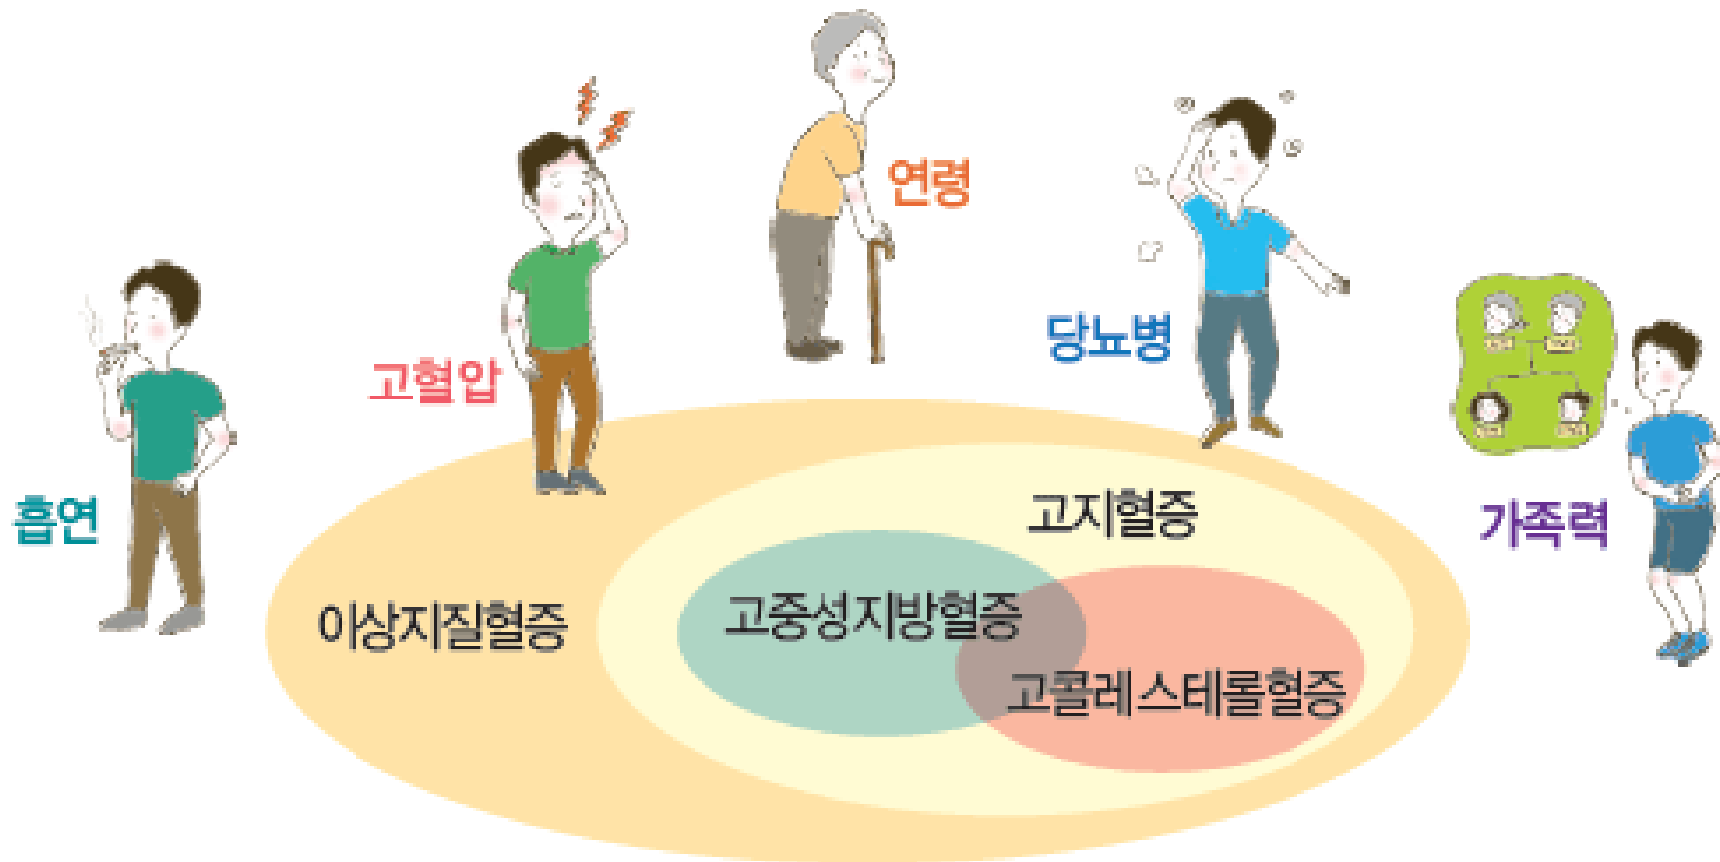 연령
당뇨병
고혈압
흡연
가족력
고지혈증
이상지질혈증
고중성지방혈증
고콜레스테롤혈증